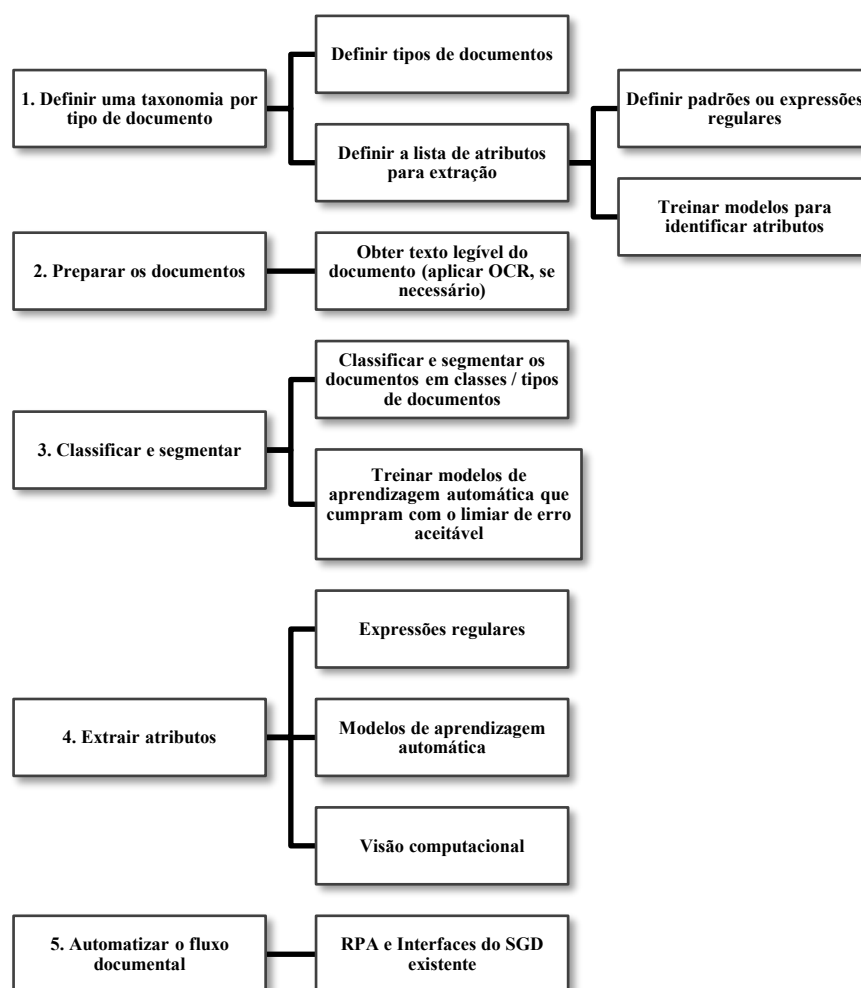 Definir tipos de documentos
1. Definir uma taxonomia por
tipo de documento
Definir a lista de atributos
para extração
Definir padrões ou expressões
regulares
Treinar modelos para
identificar atributos
2. Preparar os documentos
Obter texto legível do
documento (aplicar OCR, se
necessário)
3. Classificar e segmentar
Classificar e segmentar os
documentos em classes / tipos
de documentos
Treinar modelos de
aprendizagem automática que
cumpram com o limiar de erro
aceitável
4. Extrair atributos
Expressões regulares
Modelos de aprendizagem
automática
Visão computacional
5. Automatizar o fluxo
documental
RPA e Interfaces do SGD
existente